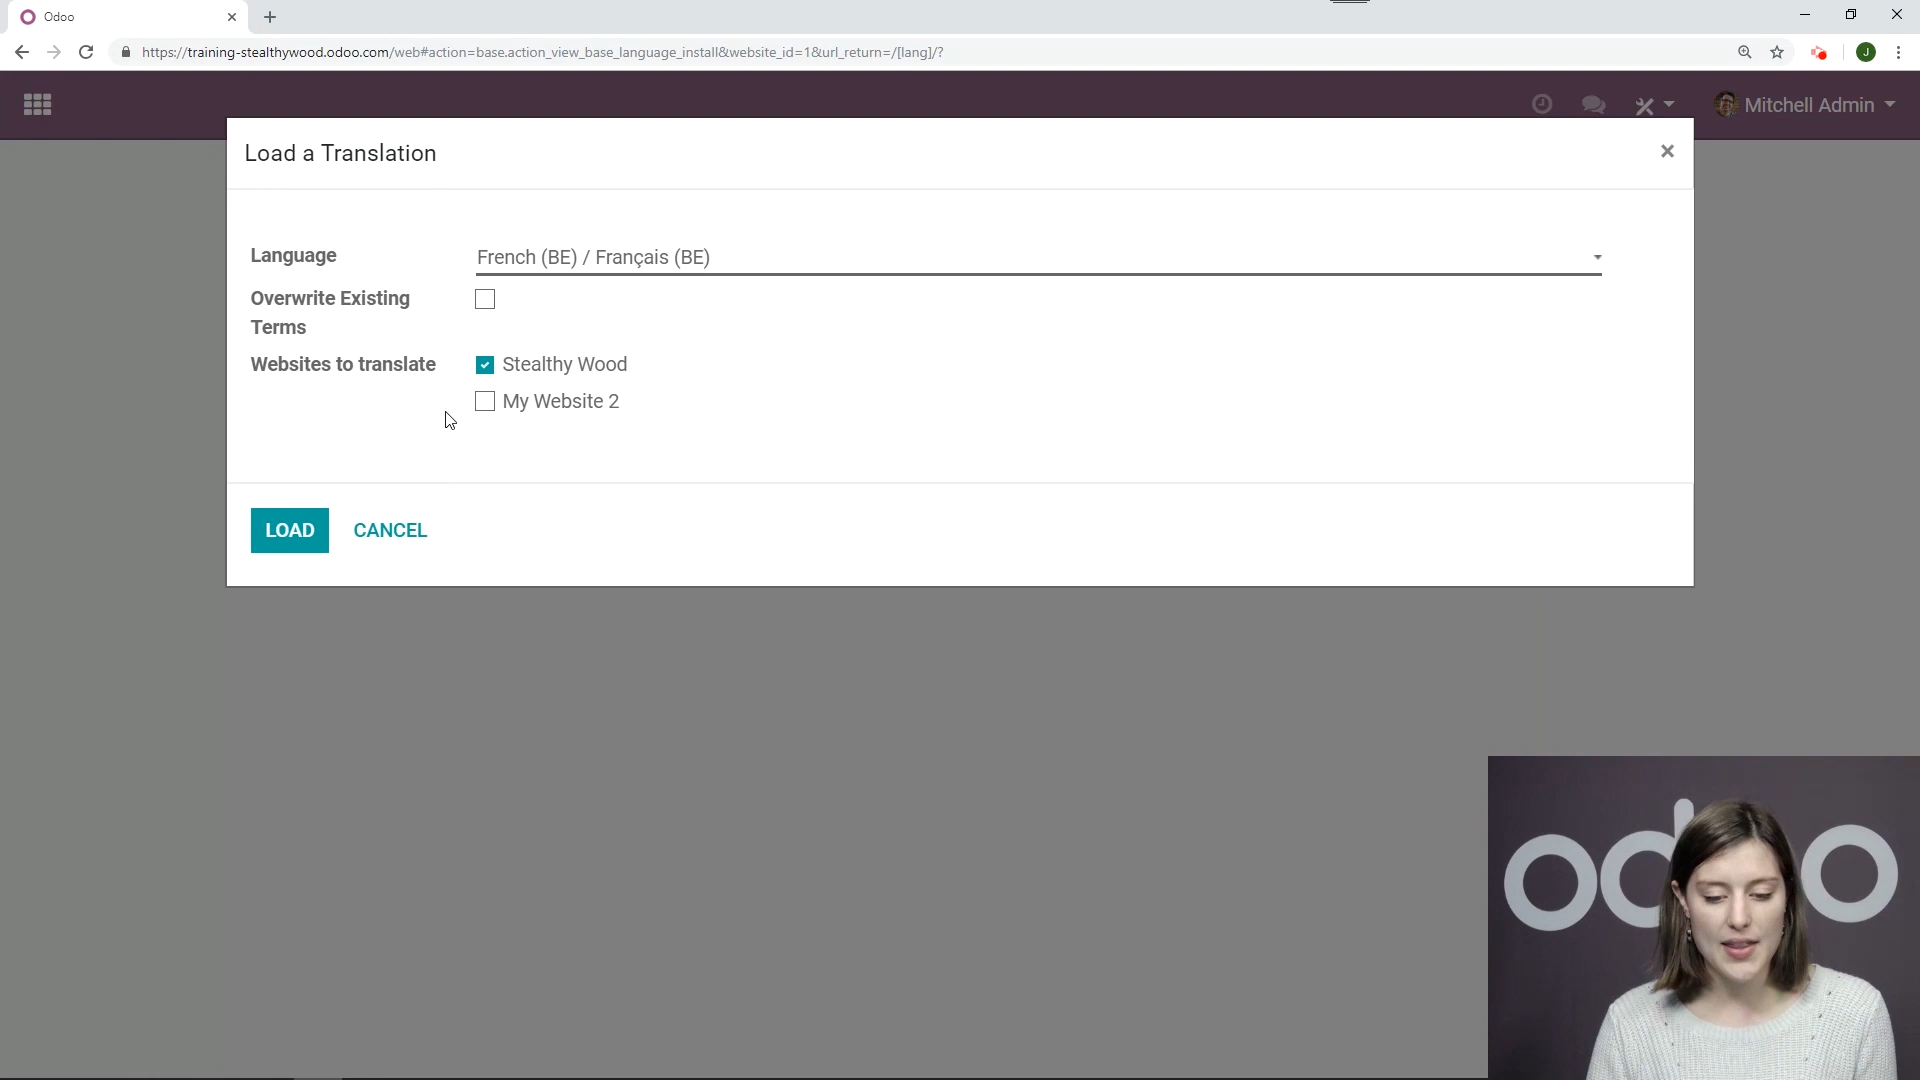 Odoo
https://training-stealthywood.odoo.com/web#action=base.action_view_base_language_install&website_id=1&url_return=/[lang]/?
J
Mitchell Admin
Load a Translation
Language
French (BE) / Français (BE)
Overwrite Existing
Terms
Websites to translate
Stealthy Wood
My Website 2
LOAD CANCEL
odoo